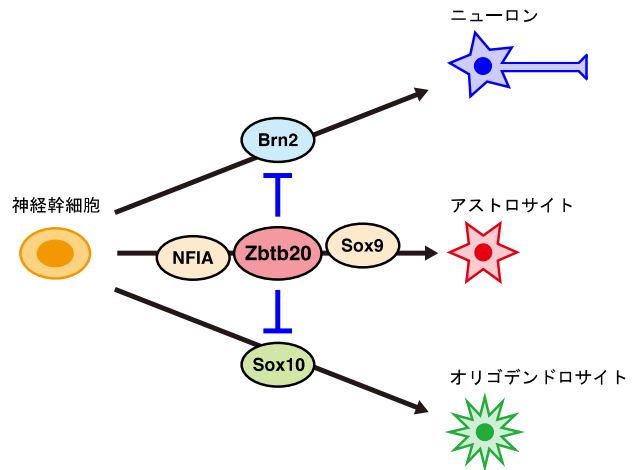 ニューロン
Brn2
神経幹細胞
アストロサイト
NFIA
Zbtb20
Sox9
Sox10
オリゴデンドロサイト